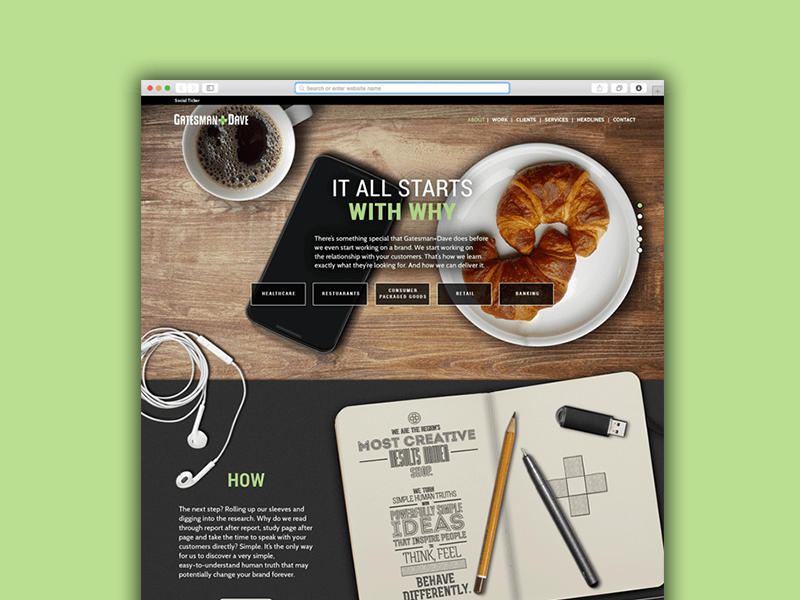 Search or enter website name
Social Ticker
GATESMAN+DAVE
ABOUT | WORK | CLIENTS | SERVICES | HEADLINES | CONTACT
IT ALL STARTS
WITH WHY
There's something special that Gatesman+Dave does before
we even start working on a brand. We start working on
the relationship with your customers. That's how we learn
exactly what they're looking for. And how we can deliver it.
HEALTHCARE
RESTUARANTS
CONSUMER
PACKAGED GOODS
RETAIL
BANKING
HOW
The next step? Rolling up our sleeves and
digging into the research. Why do we read
through report after report, study page after
page and take the time to speak with your
customers directly? Simple. It's the only way
for us to discover a very simple,
easy-to-understand human truth that may
potentially change your brand forever.
WE ARE THE REGION'S
MOST CREATIVE
RESULTS DRIVEN
SHOP.
WE TURN
SIMPLE HUMAN TRUTHS
INTO
POWERFULLY SIMPLE
IDEAS
THAT INSPIRE PEOPLE
TO
THINK, FEEL
BEHAVE
DIFFERENTLY.